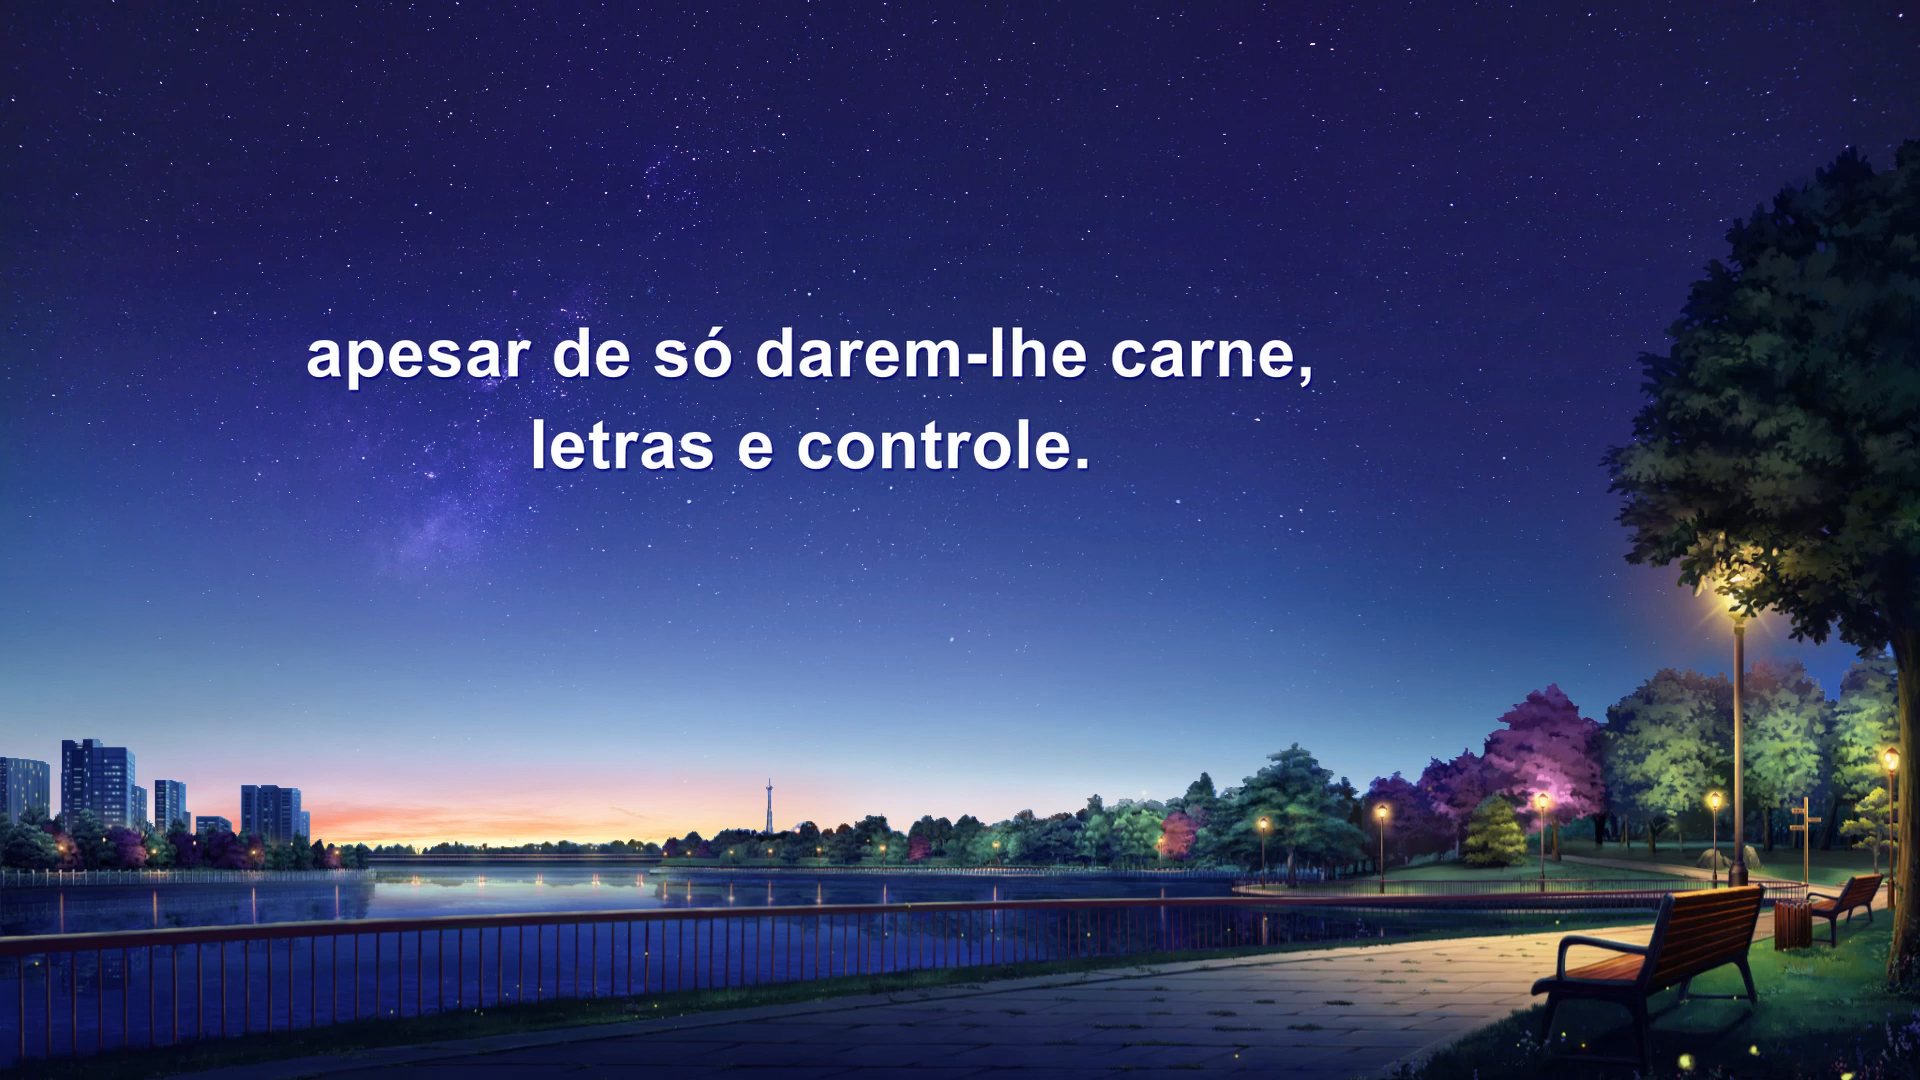 apesar de só darem-lhe carne,
letras e controle.